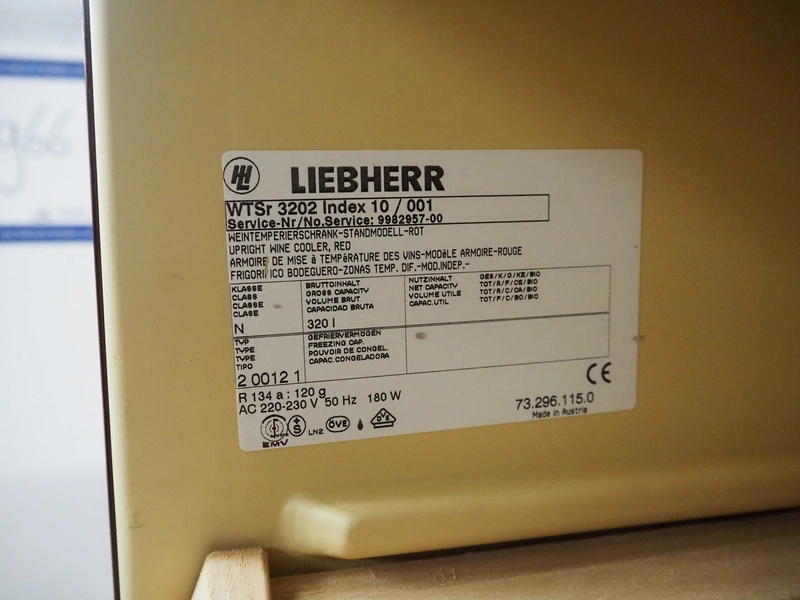 g66
LIEBHERR
WTSr 3202 Index 10 / 001
Service-Nr/No.Service: 9982957-00
WEINTEMPERIERSCHRANK-STANDMODELL-ROT
UPRIGHT WINE COOLER, RED
ARMOIRE DE MISE à TEMPéRATURE DES VINS-MODèLE ARMOIRE-ROUGE
FRIGORIFICO BODEGUERO-ZONAS TEMP. DIF.-MOD.INDEP.-
KLASSE
CLASS
CLASSE
CLASE
N
BRUTTOINHALT
GROSS CAPACITY
VOLUME BRUT
CAPACIDAD BRUTA
320 l
NUTZINHALT
NET CAPACITY
VOLUME UTILE
CAPAC.UTIL
GES/K/G/KE/BIO
TOT/R/F/CE/BIO
TOT/R/C/CA/BIO
TOT/F/C/BO/BIO
TYP
TYPE
TYPE
TIPO
2 0012 1
GEFRIERVERMÖGEN
FREEZING CAP.
POUVOIR DE CONGEL.
CAPAC.CONGELADORA
R 134 a : 120 g
AC 220-230 V 50 Hz 180 W
CE
73.296.115.0
Made in Austria
EMV
S
LN2
ÖVE